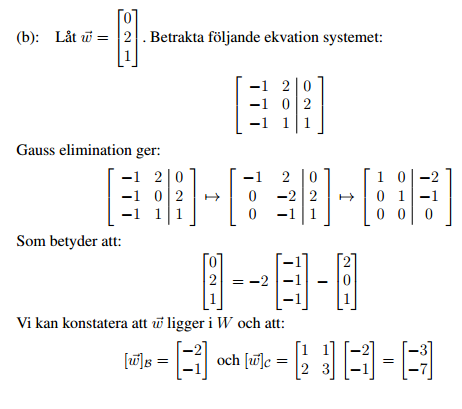 (b): Låt $\vec{w} = \begin{bmatrix} 0 \\ 2 \\ 1 \end{bmatrix}$. Betrakta följande ekvation systemet:
$\left[\begin{array}{cc|c} -1 & 2 & 0 \\ -1 & 0 & 2 \\ -1 & 1 & 1 \end{array}\right]$
Gauss elimination ger:
$\left[\begin{array}{cc|c} -1 & 2 & 0 \\ -1 & 0 & 2 \\ -1 & 1 & 1 \end{array}\right] \mapsto \left[\begin{array}{cc|c} -1 & 2 & 0 \\ 0 & -2 & 2 \\ 0 & -1 & 1 \end{array}\right] \mapsto \left[\begin{array}{cc|c} 1 & 0 & -2 \\ 0 & 1 & -1 \\ 0 & 0 & 0 \end{array}\right]$
Som betyder att:
$\begin{bmatrix} 0 \\ 2 \\ 1 \end{bmatrix} = -2 \begin{bmatrix} -1 \\ -1 \\ -1 \end{bmatrix} - \begin{bmatrix} 2 \\ 0 \\ 1 \end{bmatrix}$
Vi kan konstatera att $\vec{w}$ ligger i $W$ och att:
$[\vec{w}]_{\mathcal{B}} = \begin{bmatrix} -2 \\ -1 \end{bmatrix}$ och $[\vec{w}]_{\mathcal{C}} = \begin{bmatrix} 1 & 1 \\ 2 & 3 \end{bmatrix} \begin{bmatrix} -2 \\ -1 \end{bmatrix} = \begin{bmatrix} -3 \\ -7 \end{bmatrix}$